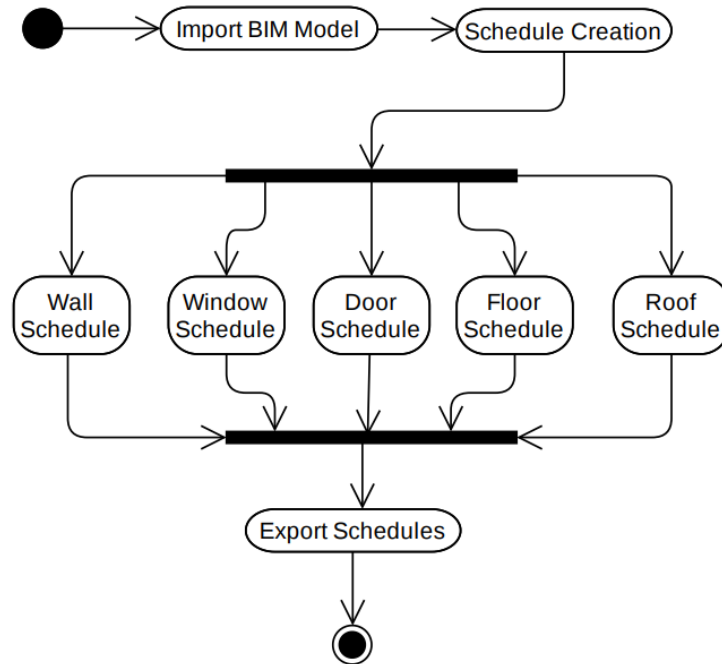 Import BIM Model
Schedule Creation
Wall
Schedule
Window
Schedule
Door
Schedule
Floor
Schedule
Roof
Schedule
Export Schedules